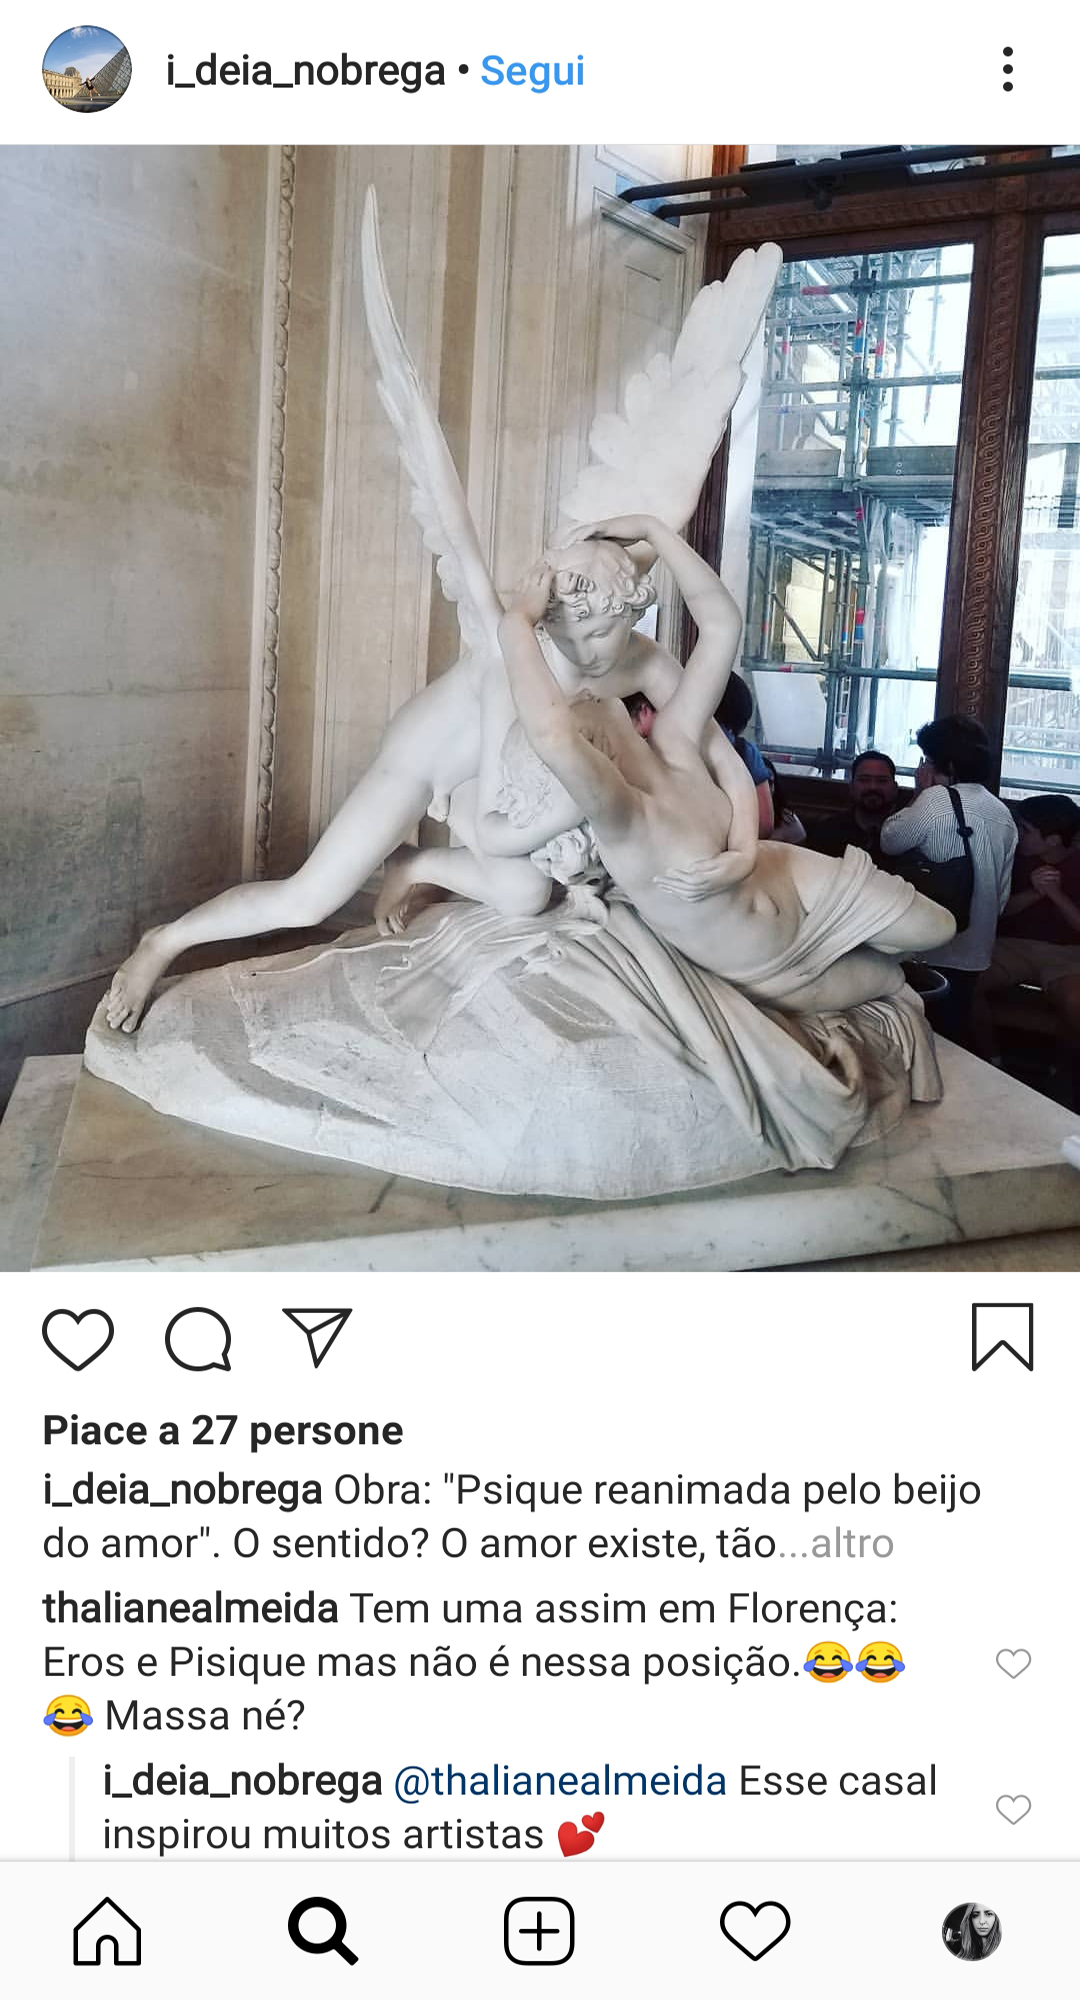 i_deia_nobrega • Segui
Piace a 27 persone
i_deia_nobrega Obra: "Psique reanimada pelo beijo
do amor". O sentido? O amor existe, tão...altro
thalianealmeida Tem uma assim em Florença:
Eros e Pisique mas não é nessa posição.😂😂
😂 Massa né?
i_deia_nobrega @thalianealmeida Esse casal
inspirou muitos artistas 💕